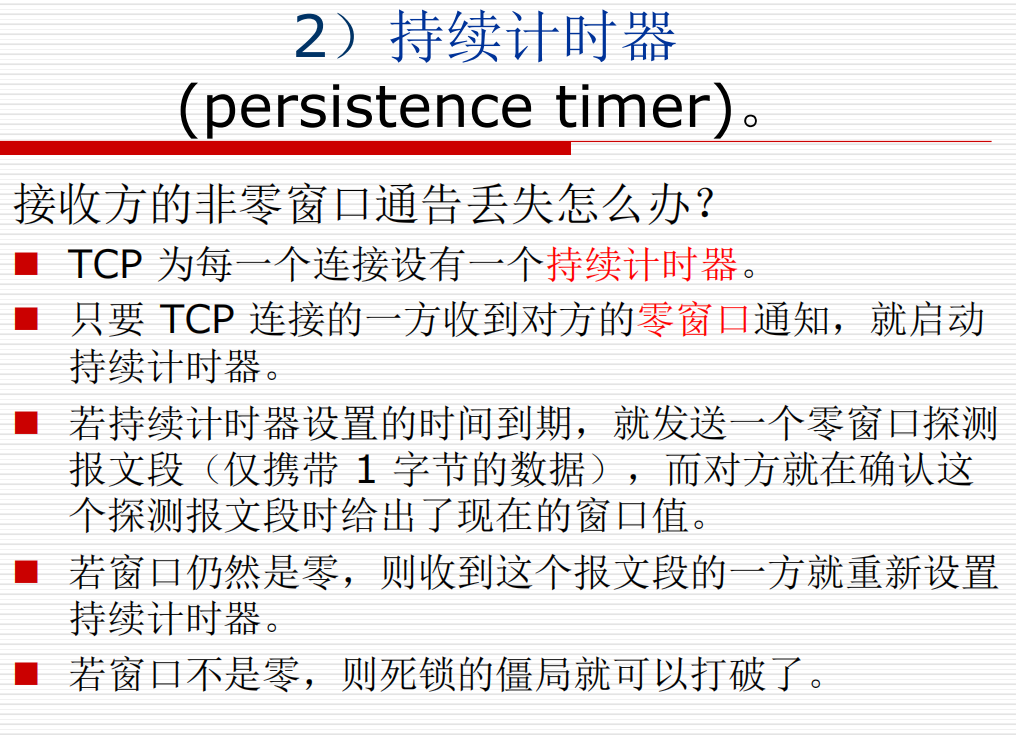 2）持续计时器
(persistence timer)。
接收方的非零窗口通告丢失怎么办？
TCP 为每一个连接设有一个持续计时器。
只要 TCP 连接的一方收到对方的零窗口通知，就启动
持续计时器。
若持续计时器设置的时间到期，就发送一个零窗口探测
报文段（仅携带 1 字节的数据），而对方就在确认这
个探测报文段时给出了现在的窗口值。
若窗口仍然是零，则收到这个报文段的一方就重新设置
持续计时器。
若窗口不是零，则死锁的僵局就可以打破了。